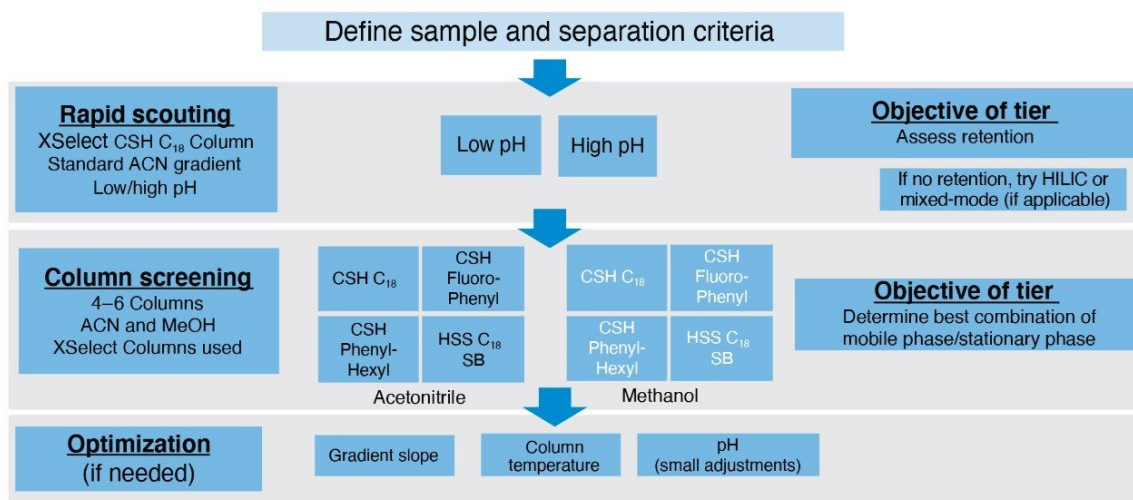 Define sample and separation criteria
Rapid scouting
XSelect CSH C₁₈ Column
Standard ACN gradient
Low/high pH
Low pH
High pH
Objective of tier
Assess retention
If no retention, try HILIC or
mixed-mode (if applicable)
Column screening
4–6 Columns
ACN and MeOH
XSelect Columns used
CSH C₁₈
CSH
Fluoro-
Phenyl
CSH
Phenyl-
Hexyl
HSS C₁₈
SB
Acetonitrile
CSH C₁₈
CSH
Fluoro-
Phenyl
CSH
Phenyl-
Hexyl
HSS C₁₈
SB
Methanol
Objective of tier
Determine best combination of
mobile phase/stationary phase
Optimization
(if needed)
Gradient slope
Column
temperature
pH
(small adjustments)